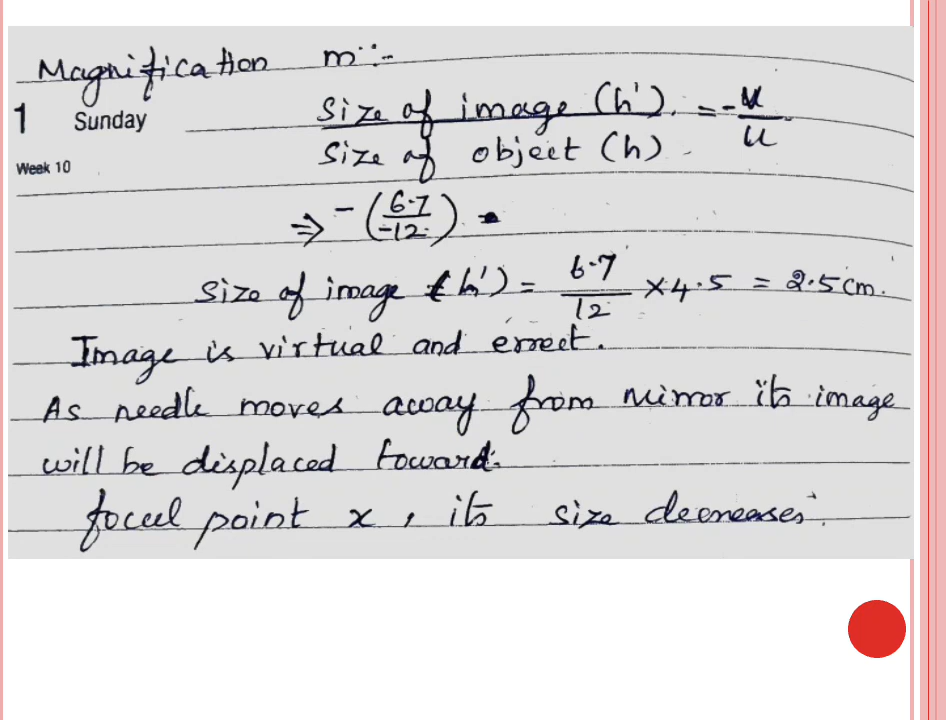 Magnification m :-
1 Sunday
Size of image (h') = - u
Size of object (h) u
Week 10
⇒ - (6.7 / -12)
Size of image (h') = 6.7 / 12 × 4.5 = 2.5 cm.
Image is virtual and errect.
As needle moves away from mirror its image
will be displaced toward.
focul point x , its size decreases.